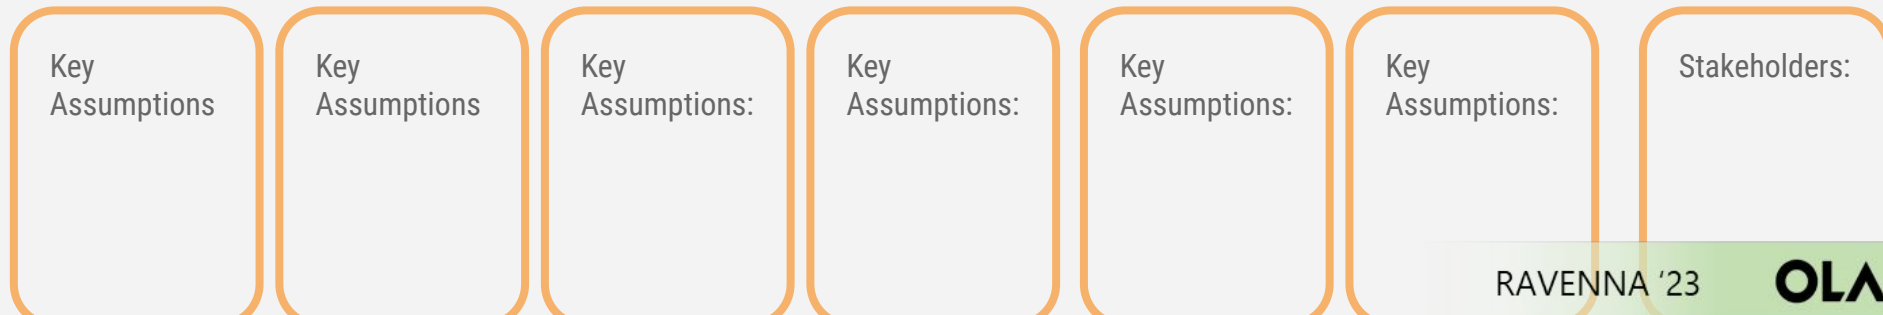 Key
Assumptions
Key
Assumptions
Key
Assumptions:
Key
Assumptions:
Key
Assumptions:
Key
Assumptions:
Stakeholders:
RAVENNA ‘23
OLA